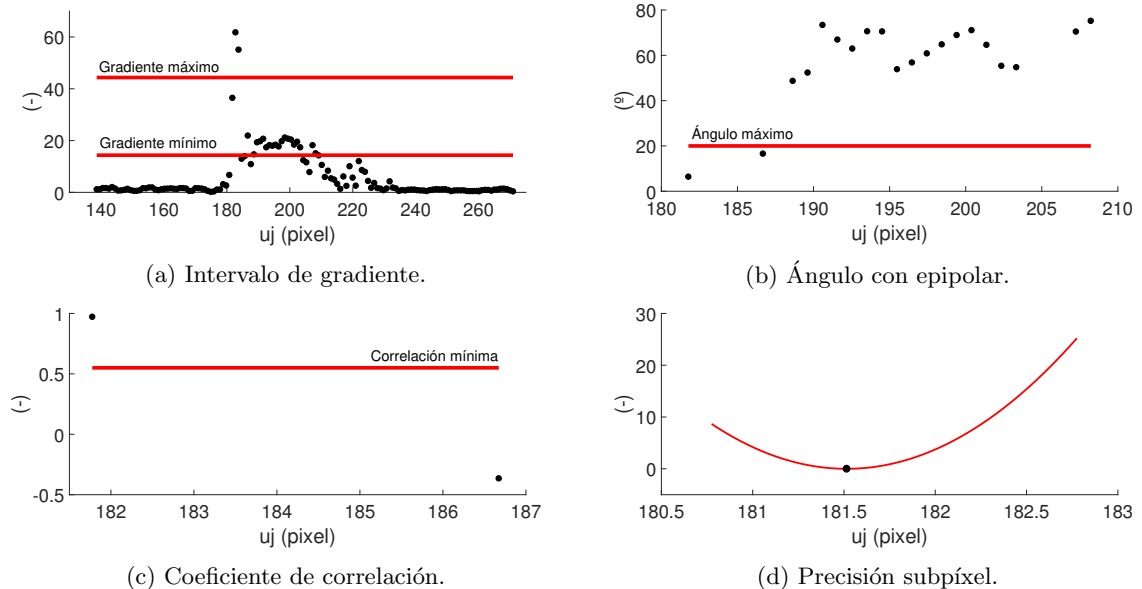 60
40
20
0
(-)
Gradiente máximo
Gradiente mínimo
140 160 180 200 220 240 260
uj (pixel)
(a) Intervalo de gradiente.
80
60
40
20
0
(º)
Ángulo máximo
180 185 190 195 200 205 210
uj (pixel)
(b) Ángulo con epipolar.
1
0.5
0
-0.5
(-)
Correlación mínima
182 183 184 185 186 187
uj (pixel)
(c) Coeficiente de correlación.
30
20
10
0
(-)
180.5 181 181.5 182 182.5 183
uj (pixel)
(d) Precisión subpíxel.